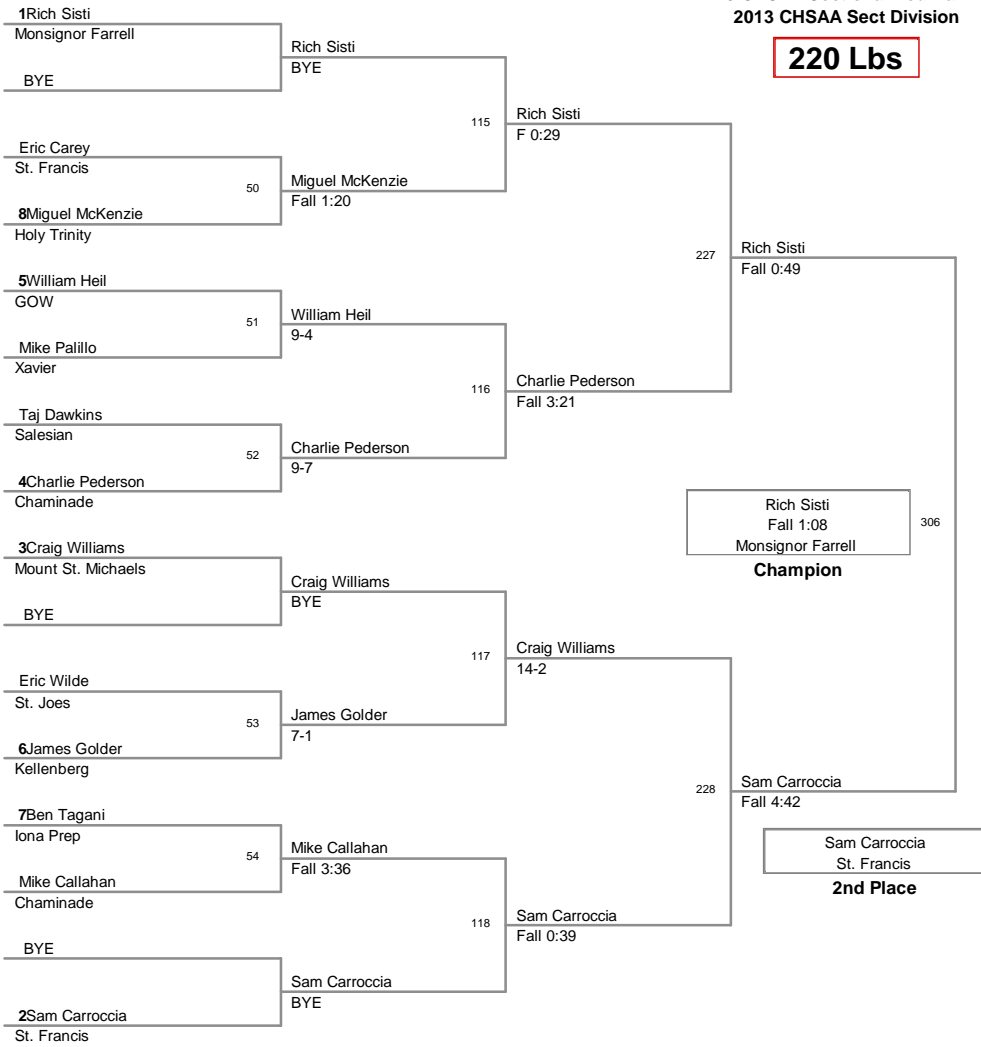 2013 CHSAA Sect Division
220 Lbs
1Rich Sisti
Monsignor Farrell
BYE
Eric Carey
St. Francis
8Miguel McKenzie
Holy Trinity
5William Heil
GOW
Mike Palillo
Xavier
Taj Dawkins
Salesian
4Charlie Pederson
Chaminade
3Craig Williams
Mount St. Michaels
BYE
Eric Wilde
St. Joes
6James Golder
Kellenberg
7Ben Tagani
Iona Prep
Mike Callahan
Chaminade
BYE
2Sam Carroccia
St. Francis
Rich Sisti
BYE
50
Miguel McKenzie
Fall 1:20
51
William Heil
9-4
52
Charlie Pederson
9-7
Craig Williams
BYE
53
James Golder
7-1
54
Mike Callahan
Fall 3:36
Sam Carroccia
BYE
115
Rich Sisti
F 0:29
116
Charlie Pederson
Fall 3:21
117
Craig Williams
14-2
118
Sam Carroccia
Fall 0:39
227
Rich Sisti
Fall 0:49
228
Sam Carroccia
Fall 4:42
306
Rich Sisti
Fall 1:08
Monsignor Farrell
Champion
Sam Carroccia
St. Francis
2nd Place